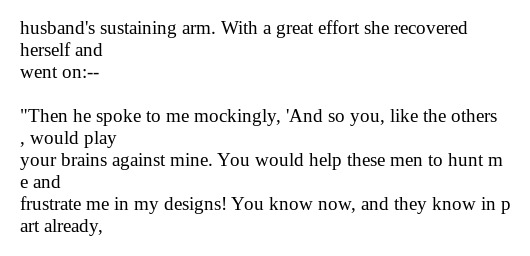 husband's sustaining arm. With a great effort she recovered
herself and
went on:--

"Then he spoke to me mockingly, 'And so you, like the others
, would play
your brains against mine. You would help these men to hunt m
e and
frustrate me in my designs! You know now, and they know in p
art already,